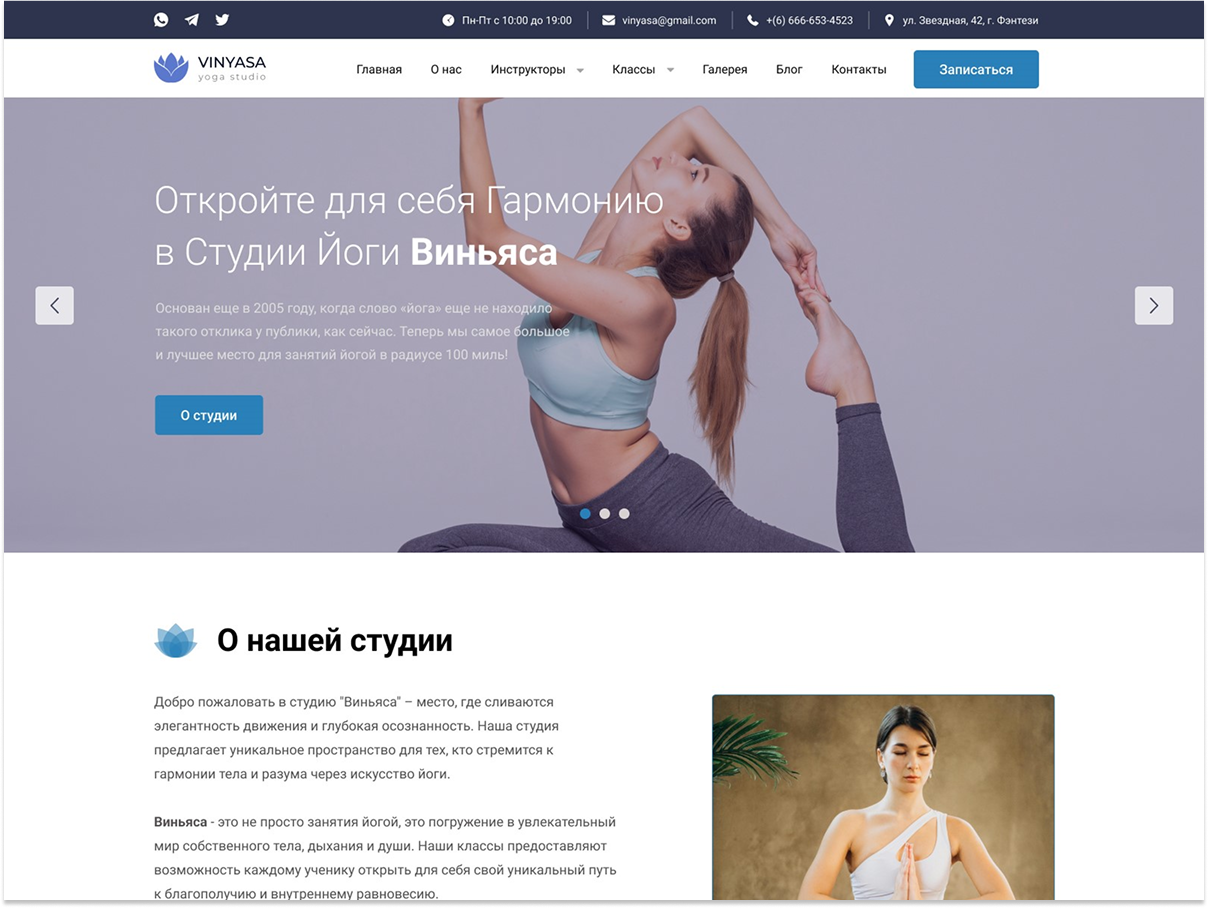 Пн-Пт с 10:00 до 19:00
vinyasa@gmail.com
+(6) 666-653-4523
ул. Звездная, 42, г. Фэнтези
VINYASA
yoga studio
Главная
О нас
Инструкторы
Классы
Галерея
Блог
Контакты
Записаться
Откройте для себя Гармонию
в Студии Йоги Виньяса
Основан еще в 2005 году, когда слово «йога» еще не находило
такого отклика у публики, как сейчас. Теперь мы самое большое
и лучшее место для занятий йогой в радиусе 100 миль!
О студии
О нашей студии
Добро пожаловать в студию "Виньяса" – место, где сливаются
элегантность движения и глубокая осознанность. Наша студия
предлагает уникальное пространство для тех, кто стремится к
гармонии тела и разума через искусство йоги.
Виньяса - это не просто занятия йогой, это погружение в увлекательный
мир собственного тела, дыхания и души. Наши классы предоставляют
возможность каждому ученику открыть для себя свой уникальный путь
к благополучию и внутреннему равновесию.